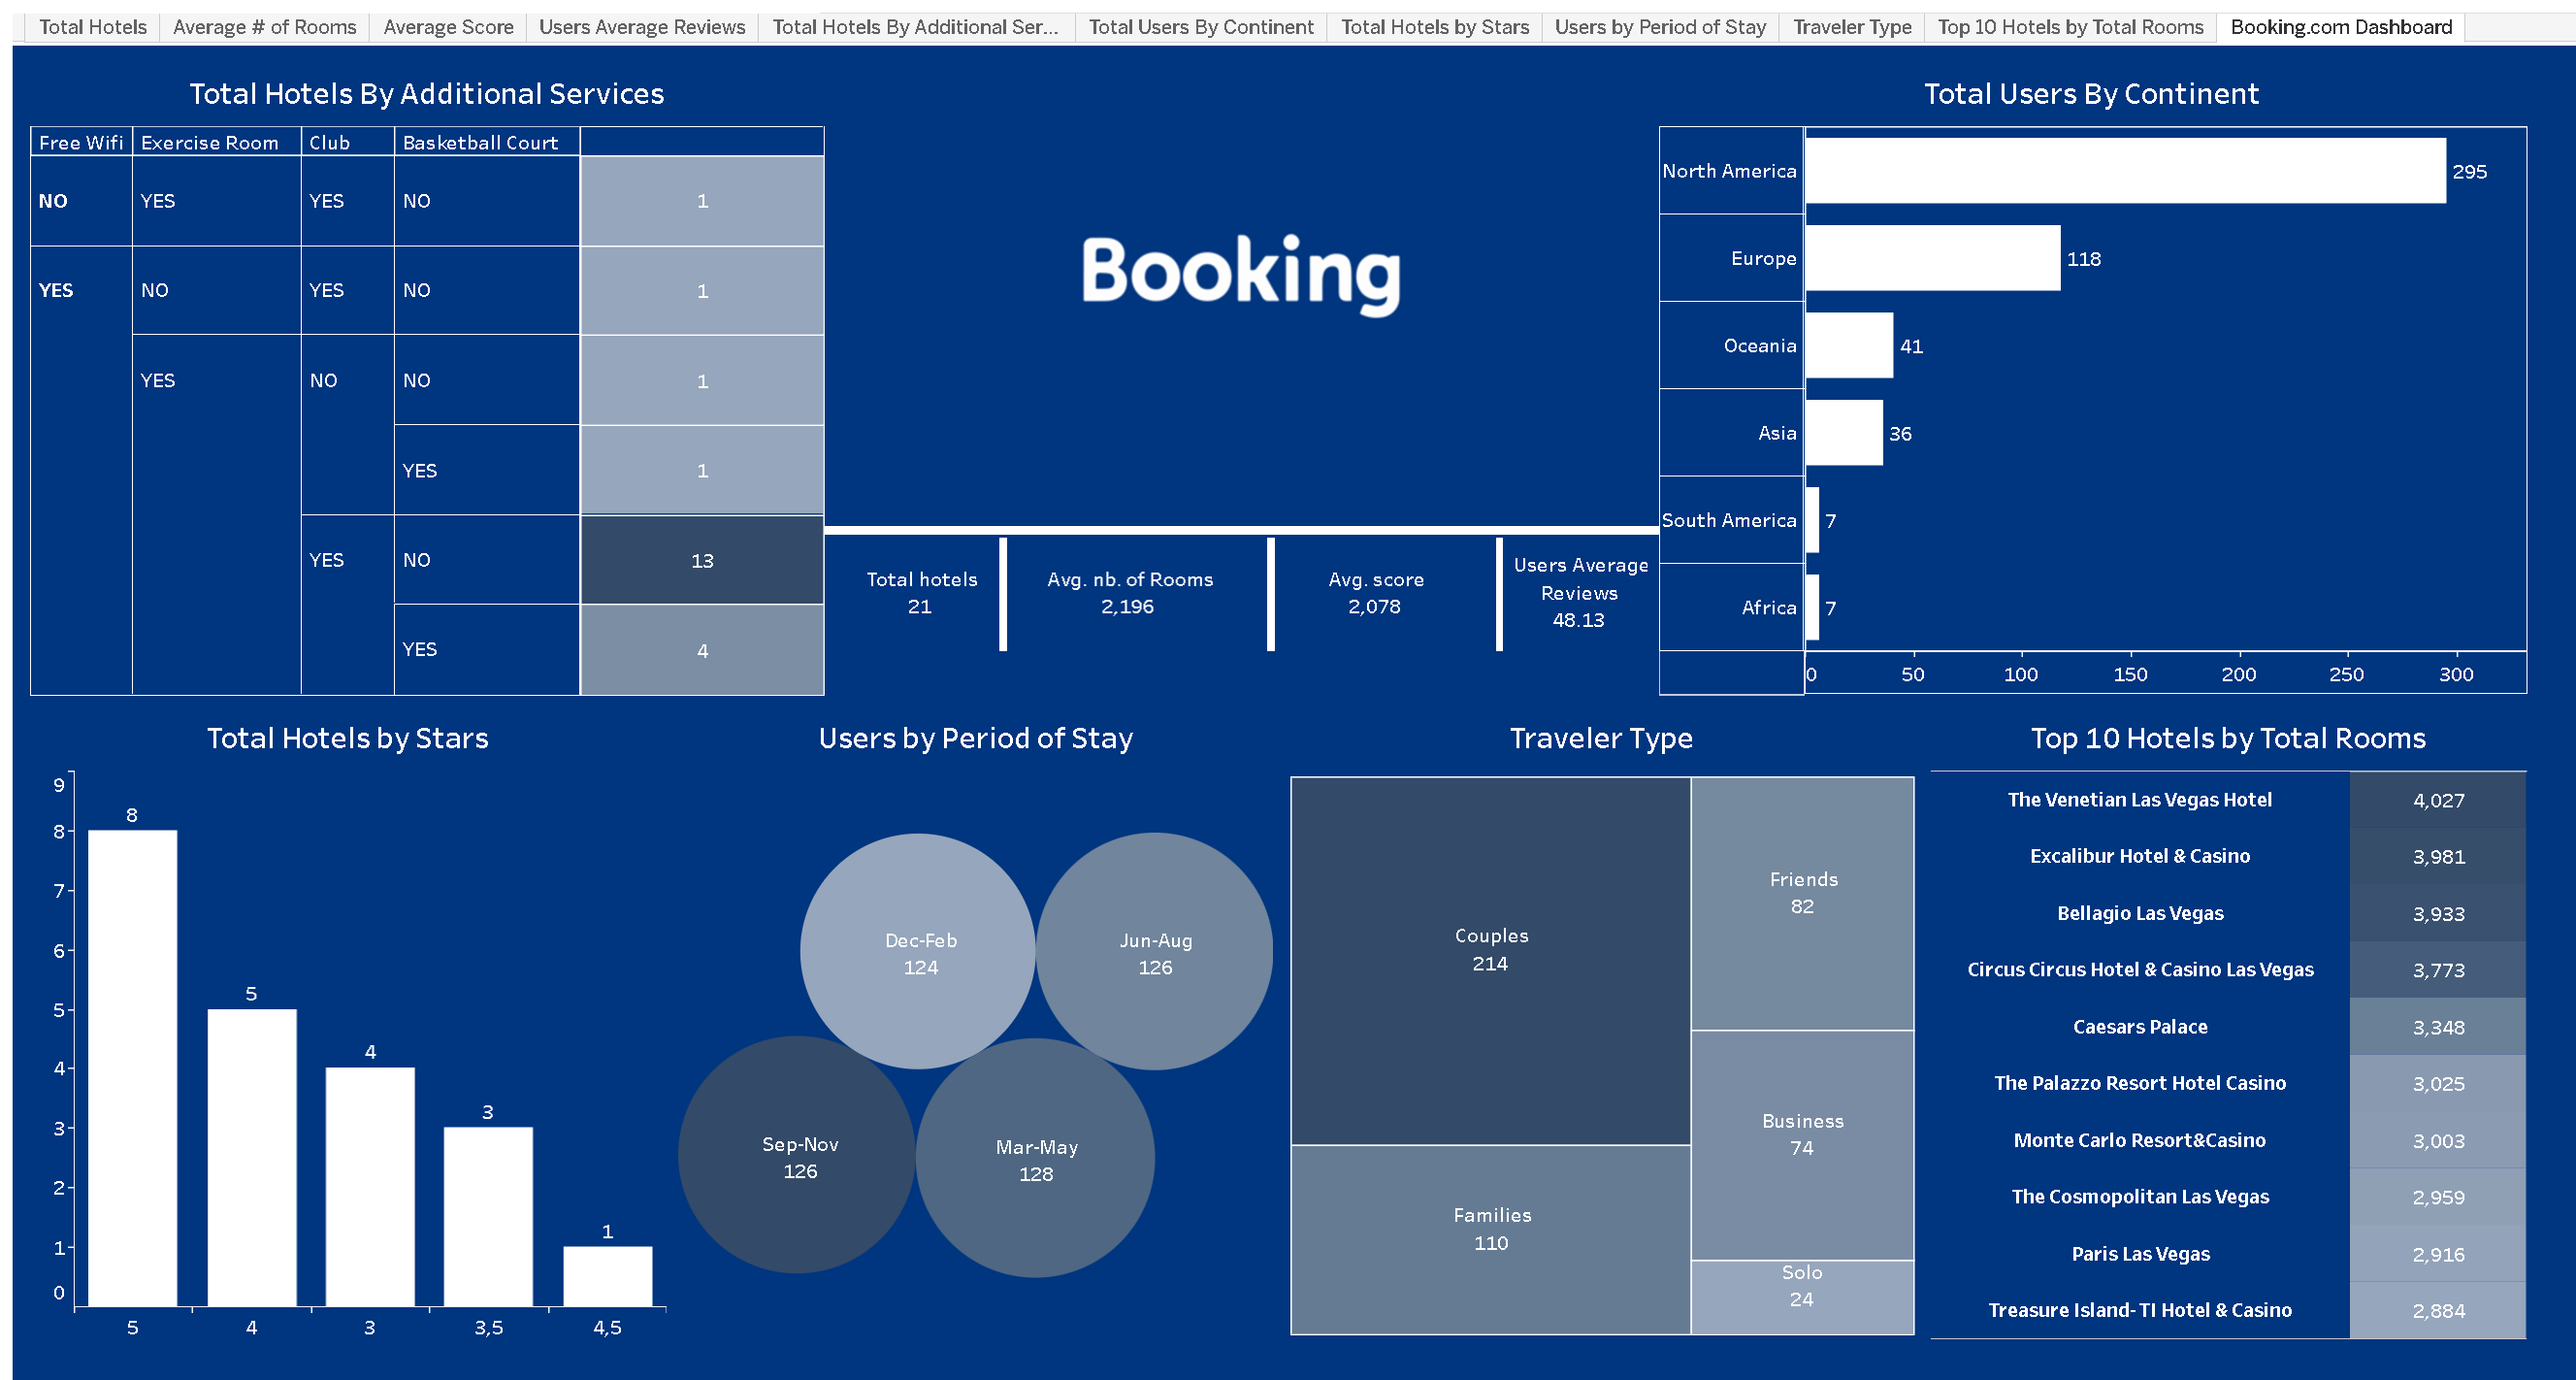 Total Hotels
Average # of Rooms
Average Score
Users Average Reviews
Total Hotels By Additional Ser...
Total Users By Continent
Total Hotels by Stars
Users by Period of Stay
Traveler Type
Top 10 Hotels by Total Rooms
Booking.com Dashboard
Total Hotels By Additional Services
Free Wifi Exercise Room Club Basketball Court
NO YES YES NO 1
YES NO YES NO 1
YES NO NO 1
YES 1
YES NO 13
YES 4
Booking
Total hotels
21
Avg. nb. of Rooms
2,196
Avg. score
2,078
Users Average
Reviews
48.13
Total Users By Continent
North America 295
Europe 118
Oceania 41
Asia 36
South America 7
Africa 7
0 50 100 150 200 250 300
Total Hotels by Stars
9
8
7
6
5
4
3
2
1
0
8
5
4
3
1
5 4 3 3,5 4,5
Users by Period of Stay
Dec-Feb
124
Jun-Aug
126
Sep-Nov
126
Mar-May
128
Traveler Type
Couples
214
Friends
82
Business
74
Families
110
Solo
24
Top 10 Hotels by Total Rooms
The Venetian Las Vegas Hotel 4,027
Excalibur Hotel & Casino 3,981
Bellagio Las Vegas 3,933
Circus Circus Hotel & Casino Las Vegas 3,773
Caesars Palace 3,348
The Palazzo Resort Hotel Casino 3,025
Monte Carlo Resort&Casino 3,003
The Cosmopolitan Las Vegas 2,959
Paris Las Vegas 2,916
Treasure Island- TI Hotel & Casino 2,884